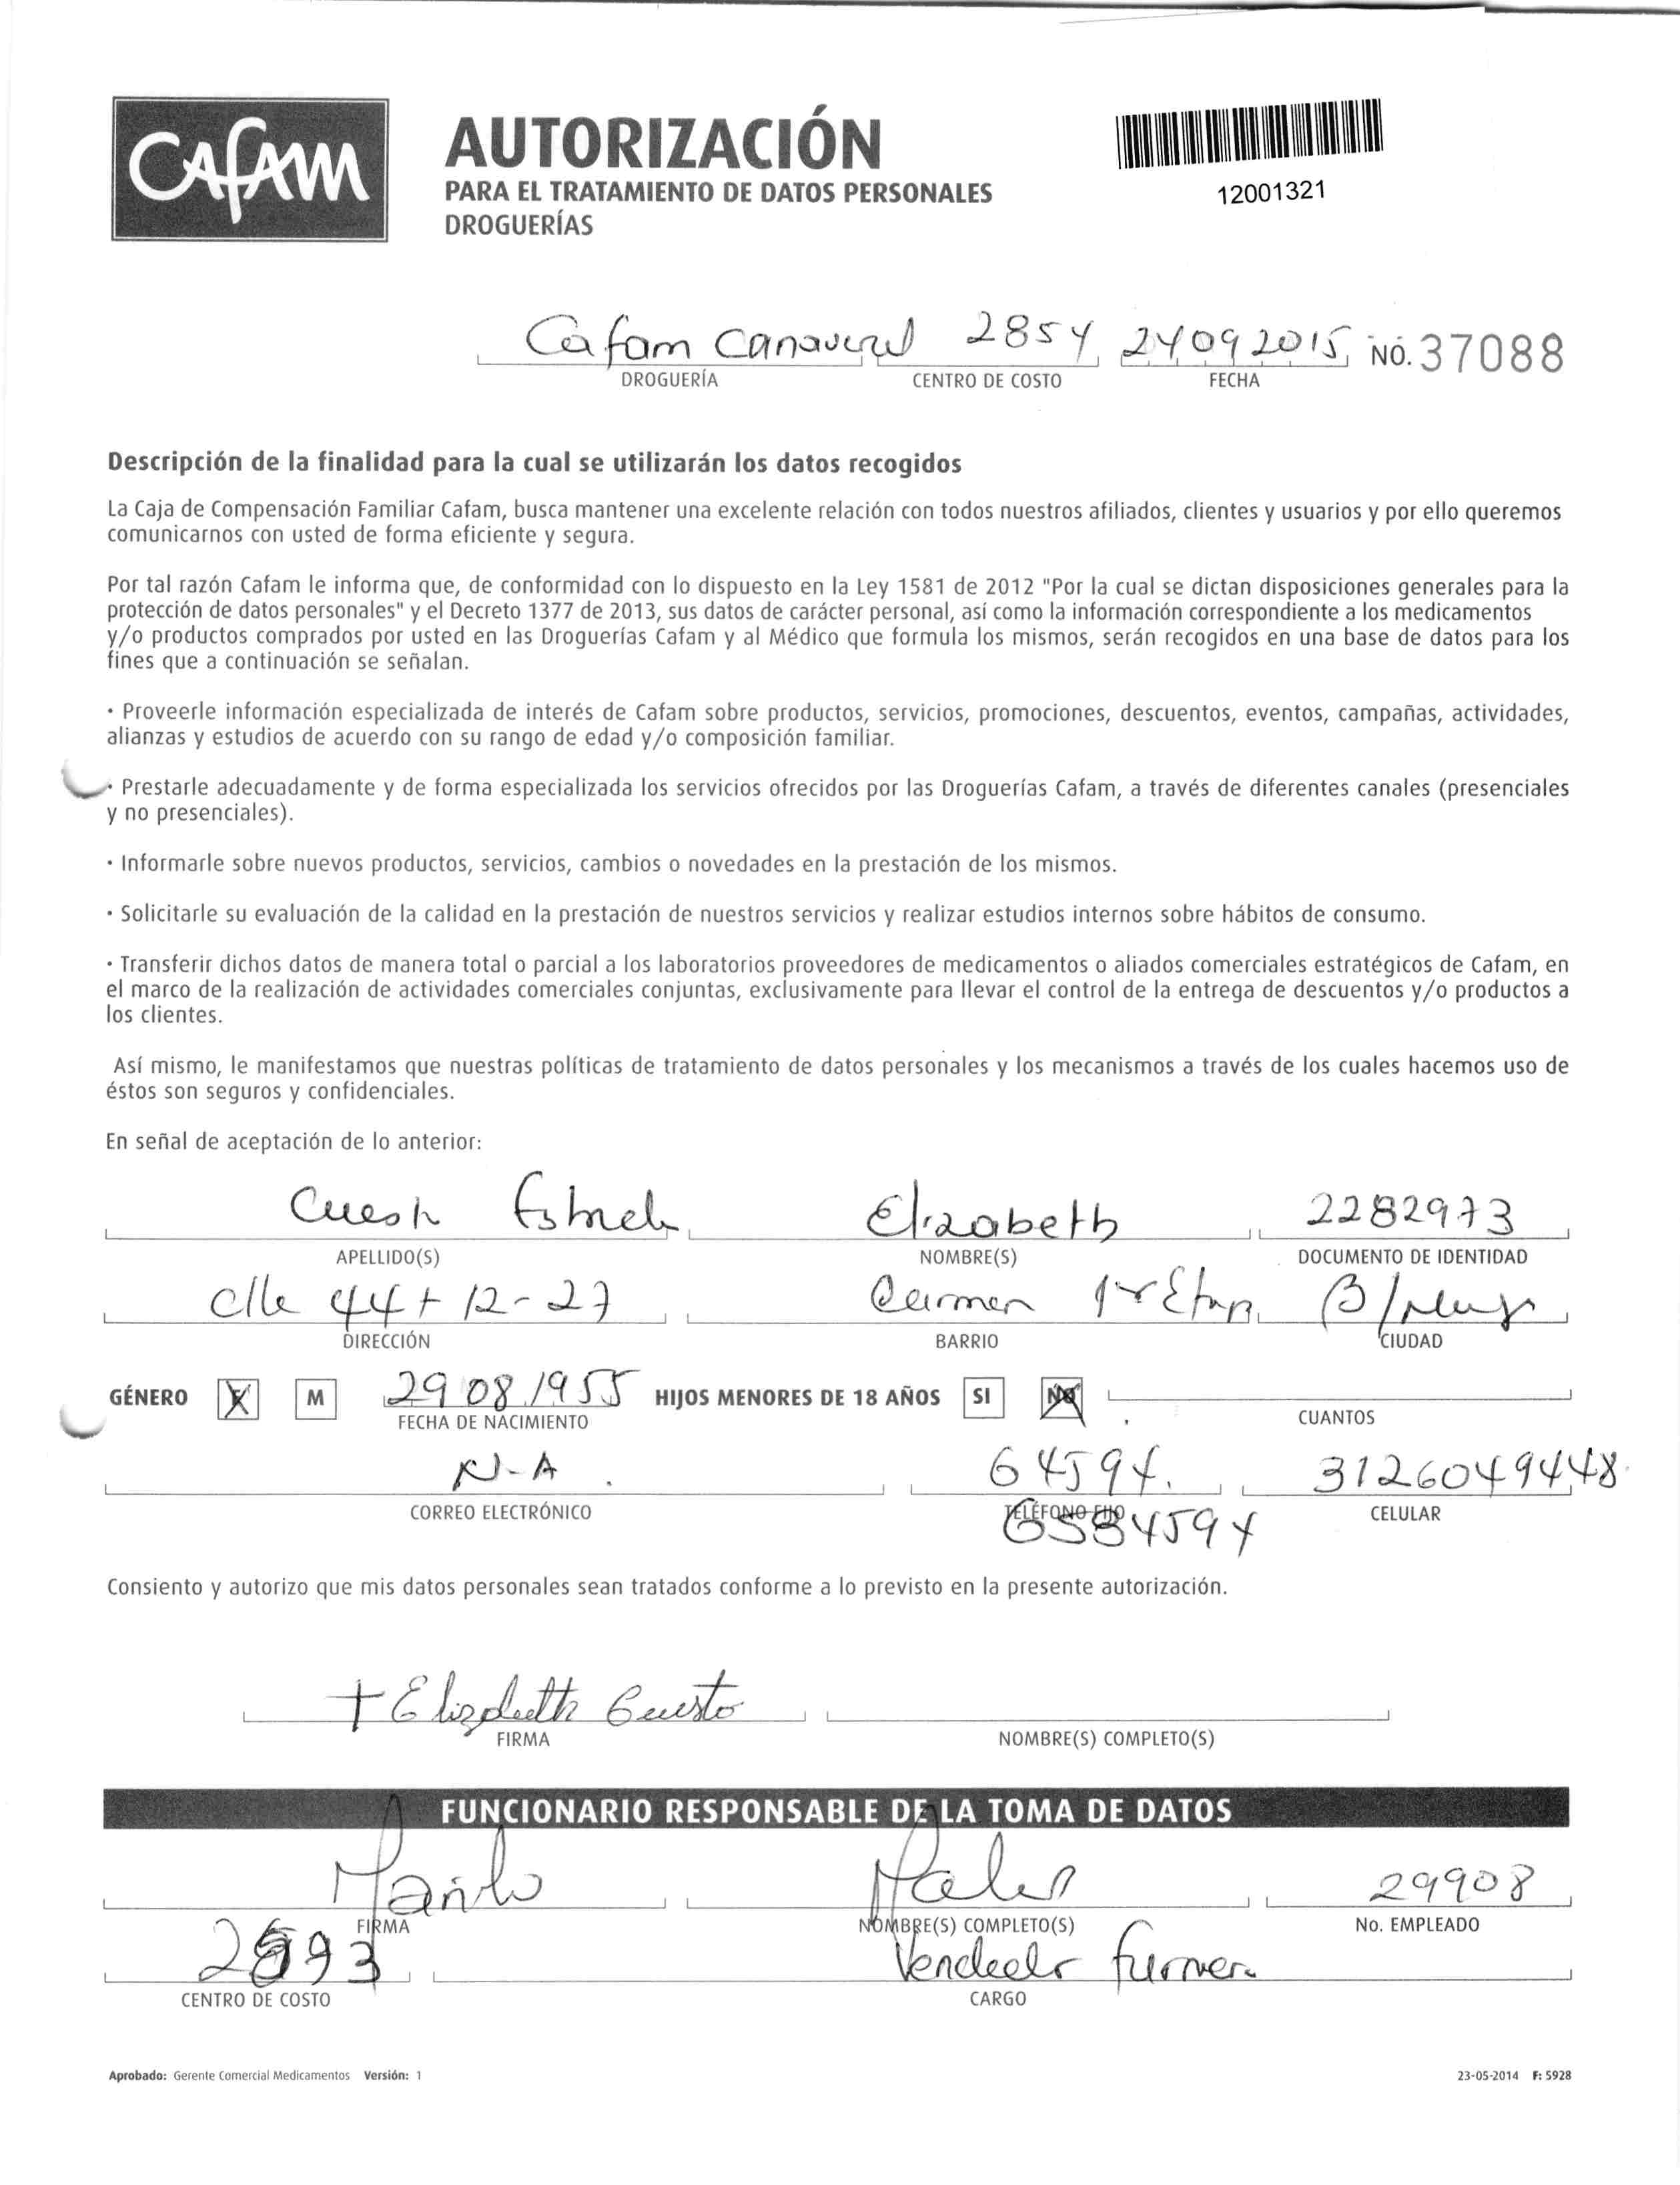 Cafam
AUTORIZACIÓN
PARA EL TRATAMIENTO DE DATOS PERSONALES
DROGUERÍAS
12001321
Cafam Canaveral 2854 24092015 NO. 37088
DROGUERÍA CENTRO DE COSTO FECHA
Descripción de la finalidad para la cual se utilizarán los datos recogidos
La Caja de Compensación Familiar Cafam, busca mantener una excelente relación con todos nuestros afiliados, clientes y usuarios y por ello queremos
comunicarnos con usted de forma eficiente y segura.
Por tal razón Cafam le informa que, de conformidad con lo dispuesto en la Ley 1581 de 2012 "Por la cual se dictan disposiciones generales para la
protección de datos personales" y el Decreto 1377 de 2013, sus datos de carácter personal, así como la información correspondiente a los medicamentos
y/o productos comprados por usted en las Droguerías Cafam y al Médico que formula los mismos, serán recogidos en una base de datos para los
fines que a continuación se señalan.
· Proveerle información especializada de interés de Cafam sobre productos, servicios, promociones, descuentos, eventos, campañas, actividades,
alianzas y estudios de acuerdo con su rango de edad y/o composición familiar.
· Prestarle adecuadamente y de forma especializada los servicios ofrecidos por las Droguerías Cafam, a través de diferentes canales (presenciales
y no presenciales).
· Informarle sobre nuevos productos, servicios, cambios o novedades en la prestación de los mismos.
· Solicitarle su evaluación de la calidad en la prestación de nuestros servicios y realizar estudios internos sobre hábitos de consumo.
· Transferir dichos datos de manera total o parcial a los laboratorios proveedores de medicamentos o aliados comerciales estratégicos de Cafam, en
el marco de la realización de actividades comerciales conjuntas, exclusivamente para llevar el control de la entrega de descuentos y/o productos a
los clientes.
Así mismo, le manifestamos que nuestras políticas de tratamiento de datos personales y los mecanismos a través de los cuales hacemos uso de
éstos son seguros y confidenciales.
En señal de aceptación de lo anterior:
Cuesta Elizabeth 2282973
APELLIDO(S) NOMBRE(S) DOCUMENTO DE IDENTIDAD
clle 44 + 12-27 Carmen
DIRECCIÓN BARRIO CIUDAD
GÉNERO F M 29 08 1955 HIJOS MENORES DE 18 AÑOS SI NO
FECHA DE NACIMIENTO CUANTOS
N-A. 64594. 3126049448
CORREO ELECTRÓNICO TELÉFONO FIJO CELULAR
6584594
Consiento y autorizo que mis datos personales sean tratados conforme a lo previsto en la presente autorización.
+ Elizabeth Cuesta
FIRMA NOMBRE(S) COMPLETO(S)
FUNCIONARIO RESPONSABLE DE LA TOMA DE DATOS
29908
FIRMA NOMBRE(S) COMPLETO(S) No. EMPLEADO
Vendedor
CENTRO DE COSTO CARGO
Aprobado: Gerente Comercial Medicamentos Versión: 1 23-05-2014 F: 5928